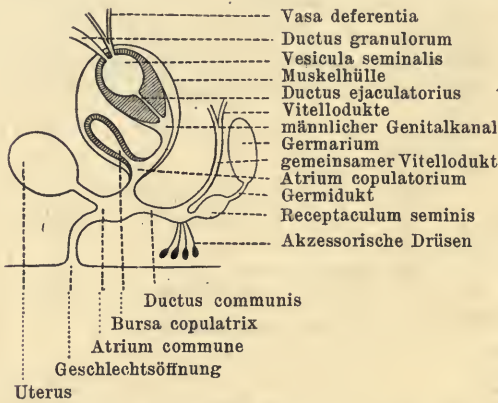 Vasa deferentia
Ductus granulorum
Vesicula seminalis
Muskelhülle
Ductus ejaculatorius
Vitellodukte
männlicher Genitalkanal
Germarium
gemeinsamer Vitellodukt
Atrium copulatorium
Germidukt
Receptaculum seminis
Akzessorische Drüsen
Ductus communis
Bursa copulatrix
Atrium commune
Geschlechtsöffnung
Uterus